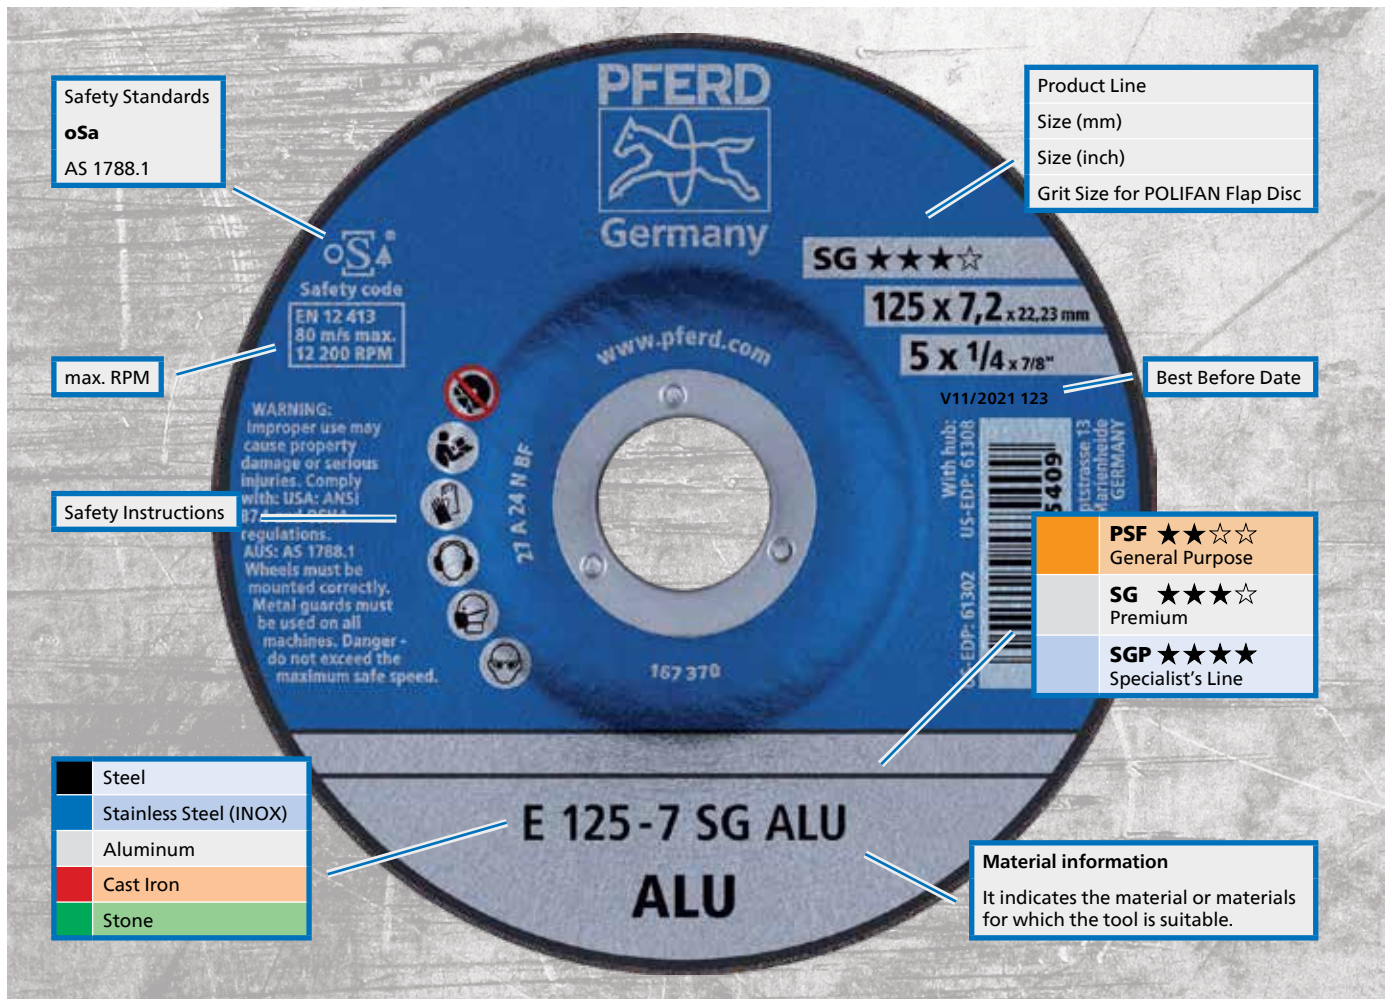 Safety Standards
oSa
AS 1788.1
max. RPM
Safety Instructions
Steel
Stainless Steel (INOX)
Aluminum
Cast Iron
Stone
PFERD
Germany
oSa®
Safety code
EN 12 413
80 m/s max.
12 200 RPM
WARNING:
Improper use may
cause property
damage or serious
injuries. Comply
with: USA: ANSI
regulations.
AUS: AS 1788.1
Wheels must be
mounted correctly.
Metal guards must
be used on all
machines. Danger -
do not exceed the
maximum safe speed.
www.pferd.com
27 A 24 N BF
167 370
SG ★★★☆
125 x 7,2 x 22,23 mm
5 x 1/4 x 7/8"
V11/2021 123
With hub:
US-EDP: 61308
EDP: 61302
5409
Marienheide
GERMANY
E 125-7 SG ALU
ALU
Product Line
Size (mm)
Size (inch)
Grit Size for POLIFAN Flap Disc
Best Before Date
PSF ★★☆☆
General Purpose
SG ★★★☆
Premium
SGP ★★★★
Specialist's Line
Material information
It indicates the material or materials
for which the tool is suitable.